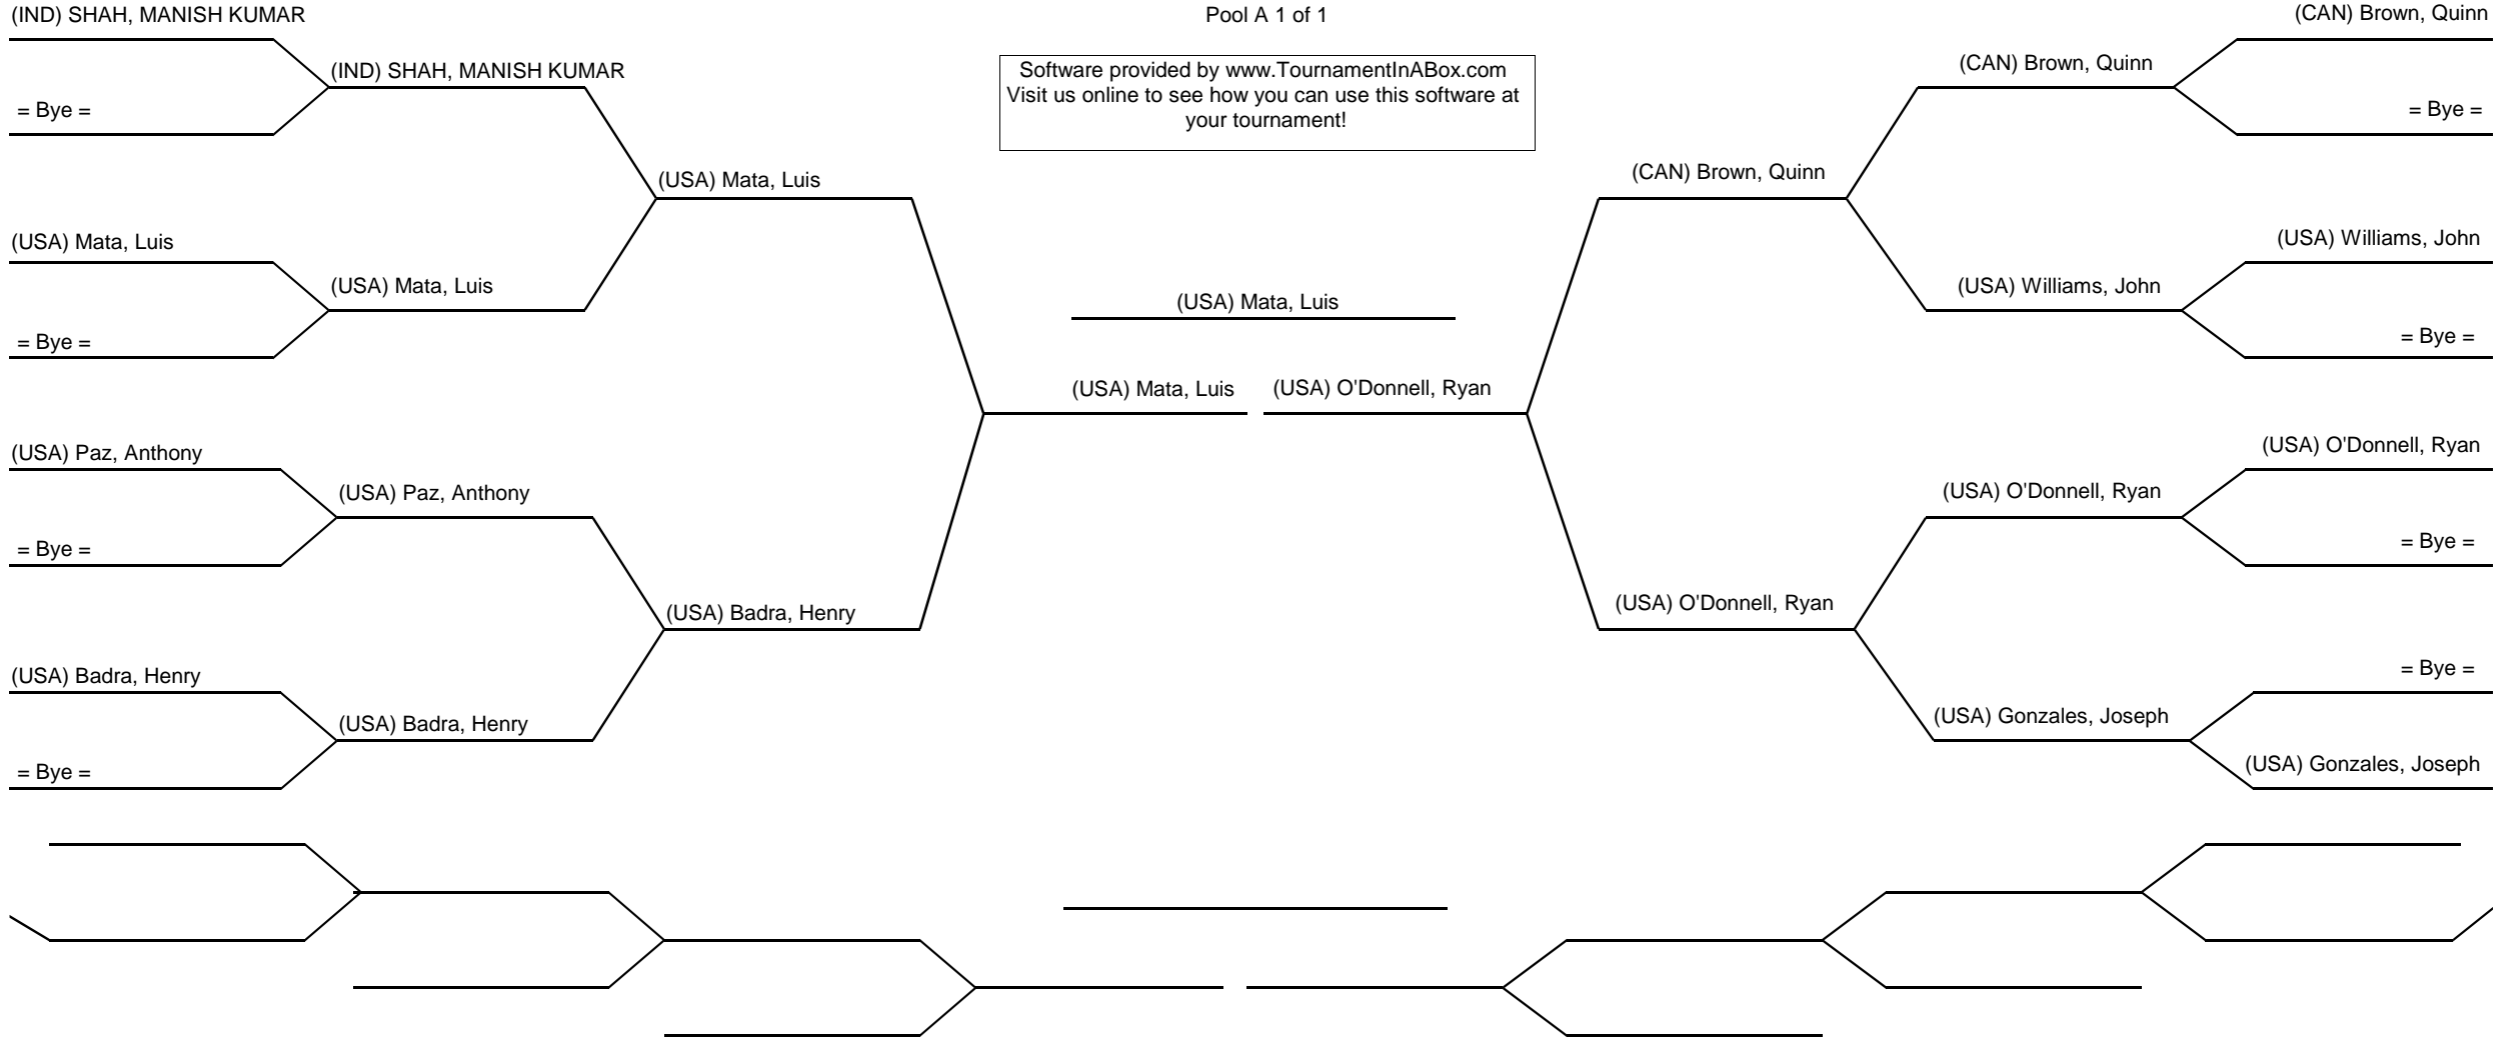 (IND) SHAH, MANISH KUMAR
Pool A 1 of 1
(CAN) Brown, Quinn
(IND) SHAH, MANISH KUMAR
Software provided by www.TournamentInABox.com
Visit us online to see how you can use this software at
your tournament!
(CAN) Brown, Quinn
= Bye =
= Bye =
(USA) Mata, Luis
(CAN) Brown, Quinn
(USA) Mata, Luis
(USA) Williams, John
(USA) Mata, Luis
(USA) Mata, Luis
(USA) Williams, John
= Bye =
= Bye =
(USA) Mata, Luis
(USA) O'Donnell, Ryan
(USA) Paz, Anthony
(USA) O'Donnell, Ryan
(USA) Paz, Anthony
(USA) O'Donnell, Ryan
= Bye =
= Bye =
(USA) Badra, Henry
(USA) O'Donnell, Ryan
(USA) Badra, Henry
= Bye =
(USA) Badra, Henry
(USA) Gonzales, Joseph
= Bye =
(USA) Gonzales, Joseph